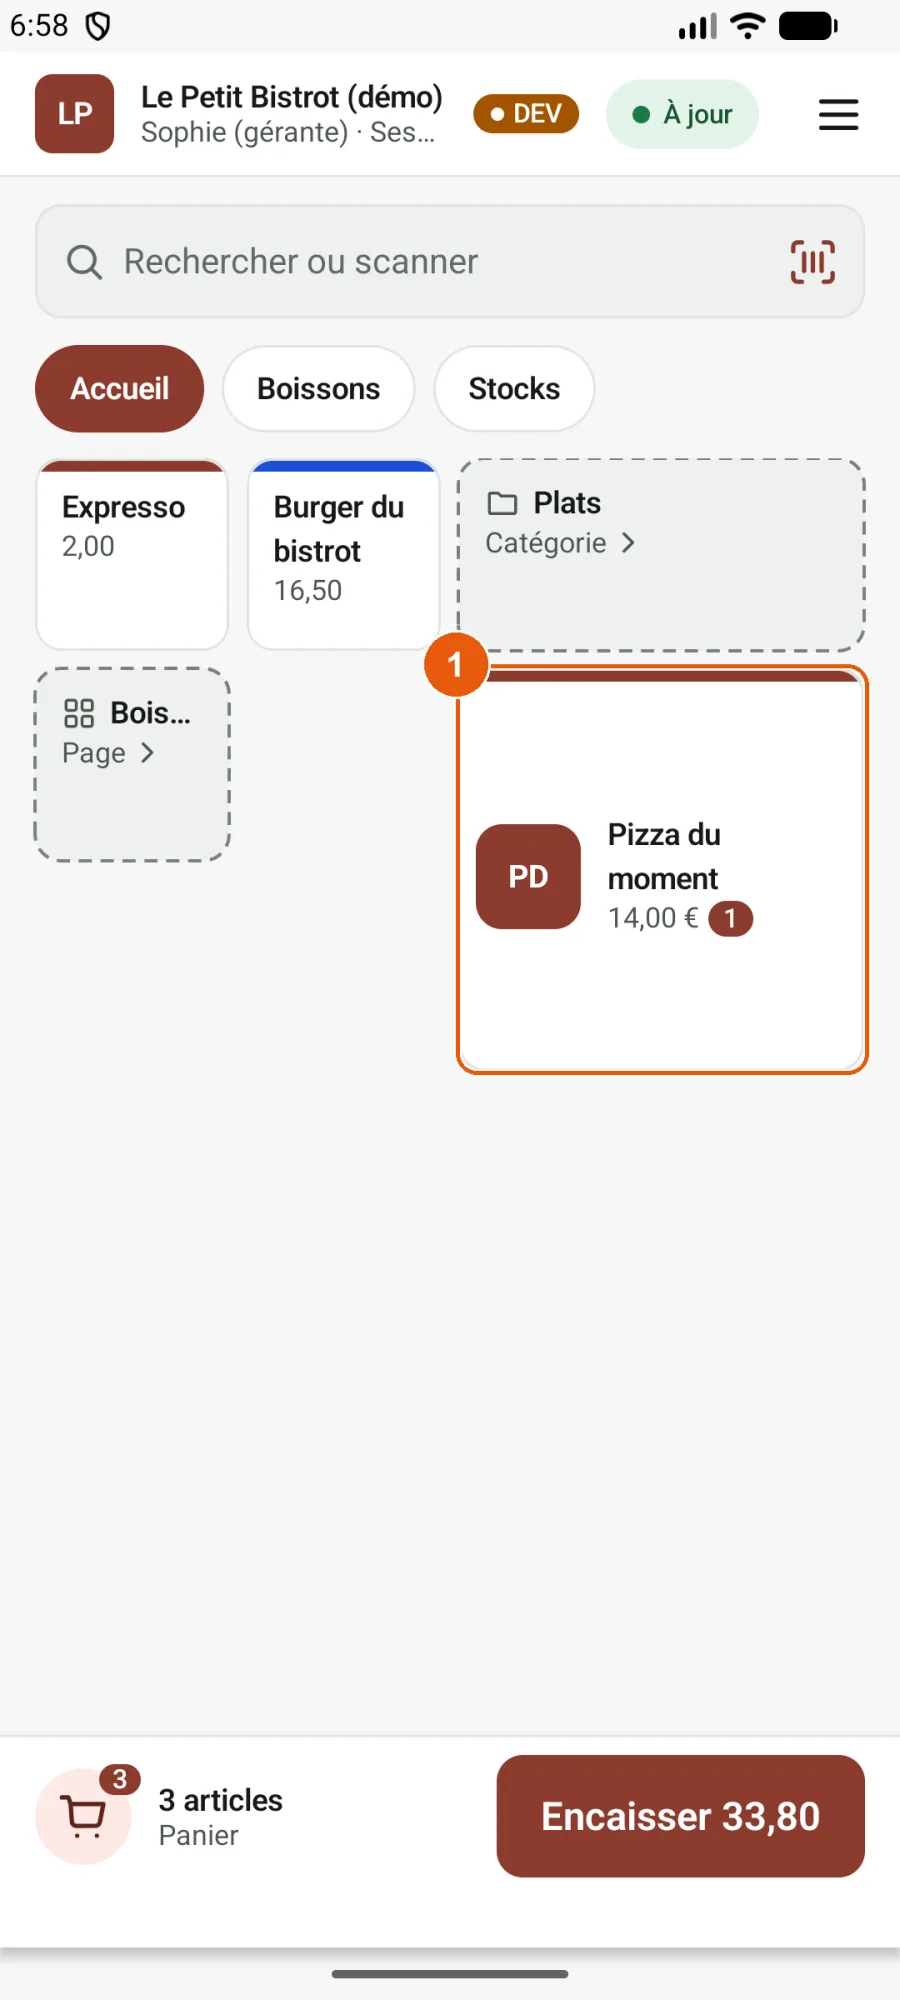 6:58
LP
Le Petit Bistrot (démo)
Sophie (gérante) · Ses...
DEV
À jour
Rechercher ou scanner
Accueil
Boissons
Stocks
Expresso
2,00
Burger du
bistrot
16,50
Plats
Catégorie
1
Bois...
Page
PD
Pizza du
moment
14,00 € 1
3
3 articles
Panier
Encaisser 33,80